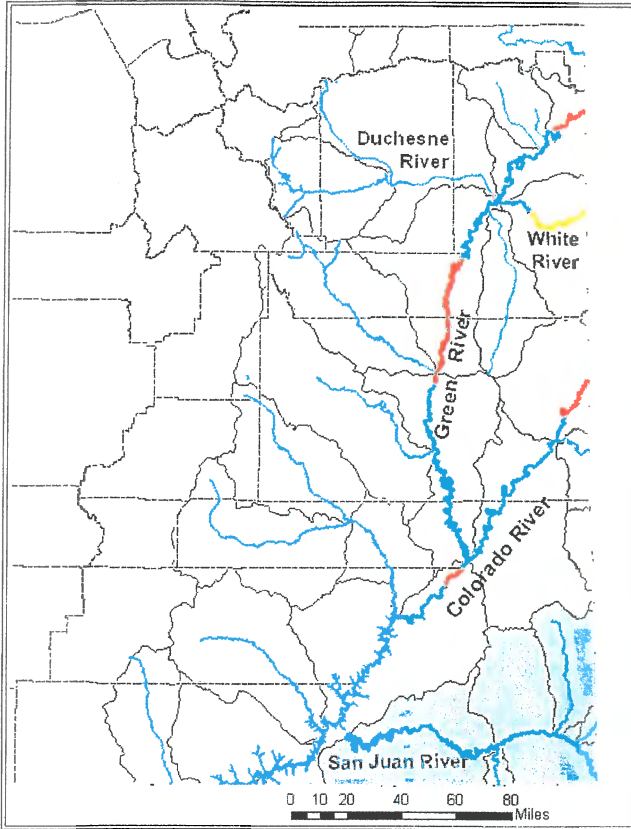 Duchesne
River
White
River
Green River
Colorado River
San Juan River
0 10 20 40 60 80
Miles